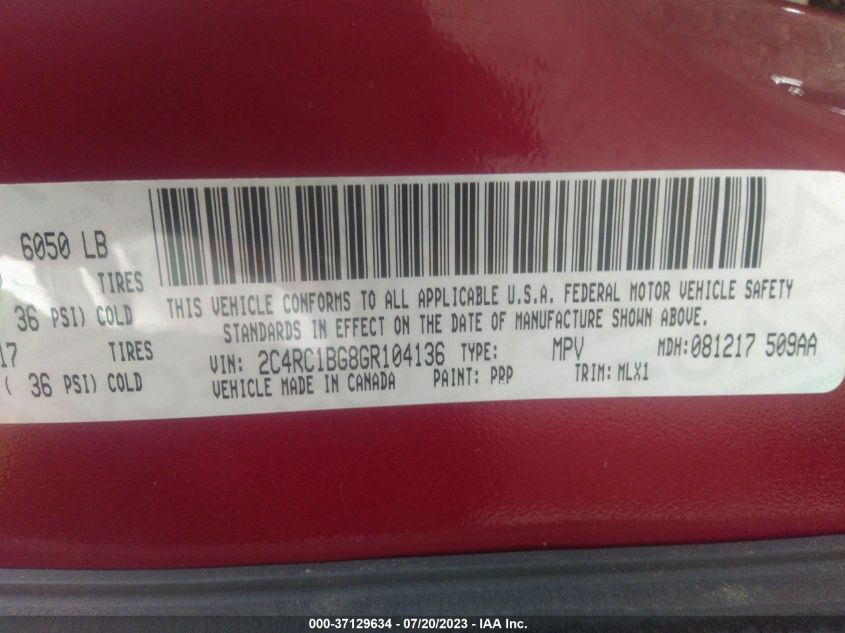 6050 LB
TIRES
36 PSI) COLD
17 TIRES
( 36 PSI) COLD
THIS VEHICLE CONFORMS TO ALL APPLICABLE U.S.A. FEDERAL MOTOR VEHICLE SAFETY
STANDARDS IN EFFECT ON THE DATE OF MANUFACTURE SHOWN ABOVE.
VIN: 2C4RC1BG8GR104136 TYPE: MPV MDH:081217 509AA
VEHICLE MADE IN CANADA PAINT: PRP TRIM: MLX1
000-37129634 - 07/20/2023 - IAA Inc.